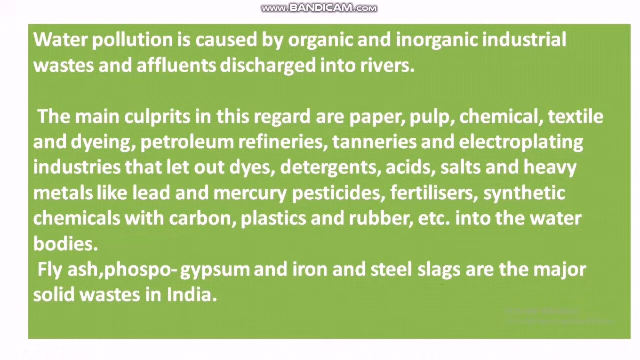 WWW.BANDICAM.COM
Water pollution is caused by organic and inorganic industrial
wastes and affluents discharged into rivers.
The main culprits in this regard are paper, pulp, chemical, textile
and dyeing, petroleum refineries, tanneries and electroplating
industries that let out dyes, detergents, acids, salts and heavy
metals like lead and mercury pesticides, fertilisers, synthetic
chemicals with carbon, plastics and rubber, etc. into the water
bodies.
Fly ash,phospo- gypsum and iron and steel slags are the major
solid wastes in India.